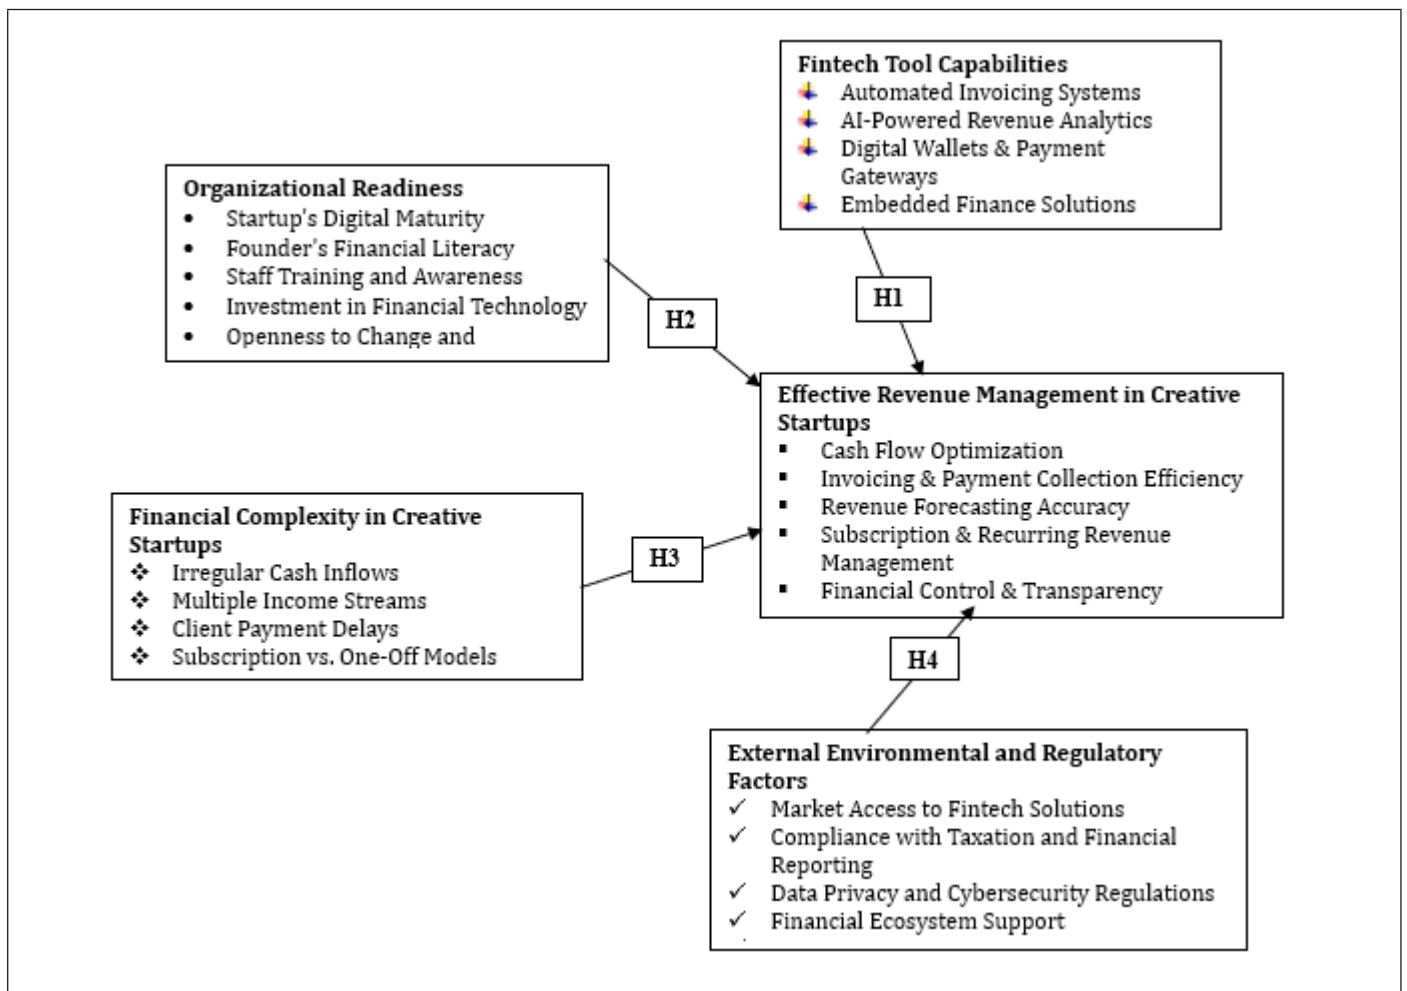 Fintech Tool Capabilities
Automated Invoicing Systems
AI-Powered Revenue Analytics
Digital Wallets & Payment
Gateways
Embedded Finance Solutions
Organizational Readiness
• Startup's Digital Maturity
• Founder's Financial Literacy
• Staff Training and Awareness
• Investment in Financial Technology
• Openness to Change and
H1
H2
Effective Revenue Management in Creative
Startups
▪ Cash Flow Optimization
▪ Invoicing & Payment Collection Efficiency
▪ Revenue Forecasting Accuracy
▪ Subscription & Recurring Revenue
Management
▪ Financial Control & Transparency
Financial Complexity in Creative
Startups
❖ Irregular Cash Inflows
❖ Multiple Income Streams
❖ Client Payment Delays
❖ Subscription vs. One-Off Models
H3
H4
External Environmental and Regulatory
Factors
✓ Market Access to Fintech Solutions
✓ Compliance with Taxation and Financial
Reporting
✓ Data Privacy and Cybersecurity Regulations
✓ Financial Ecosystem Support